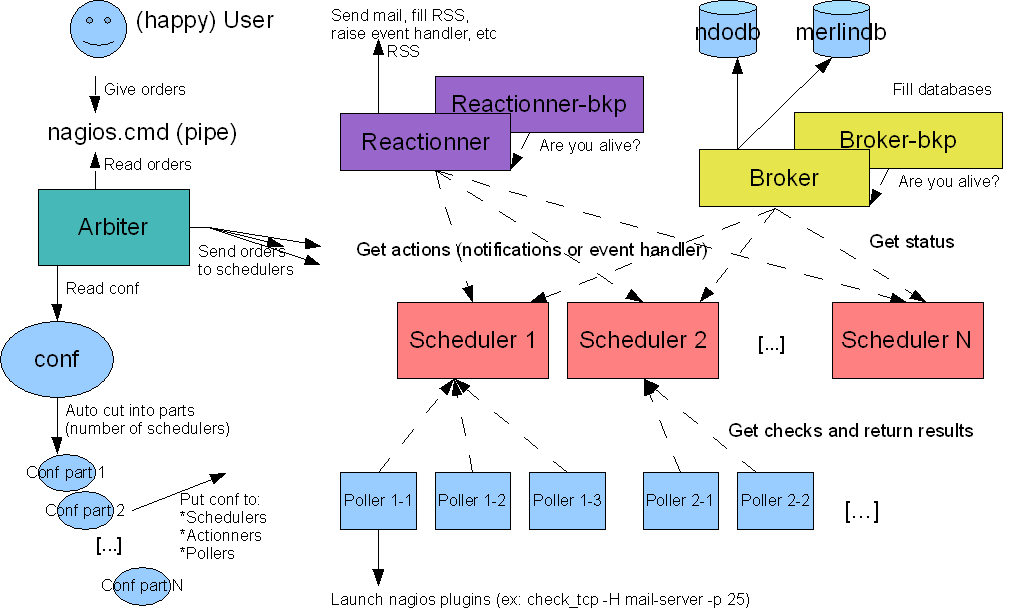 (happy) User
Give orders
nagios.cmd (pipe)
Read orders
Arbiter
Send orders
to schedulers
Read conf
conf
Auto cut into parts
(number of schedulers)
Conf part 1
Conf part 2
[...]
Conf part N
Put conf to:
*Schedulers
*Actionners
*Pollers
Send mail, fill RSS,
raise event handler, etc
RSS
Reactionner-bkp
Reactionner
Are you alive?
ndodb
merlindb
Fill databases
Broker-bkp
Broker
Are you alive?
Get actions (notifications or event handler)
Get status
Scheduler 1
Scheduler 2
[...]
Scheduler N
Get checks and return results
Poller 1-1
Poller 1-2
Poller 1-3
Poller 2-1
Poller 2-2
[...]
Launch nagios plugins (ex: check_tcp -H mail-server -p 25)